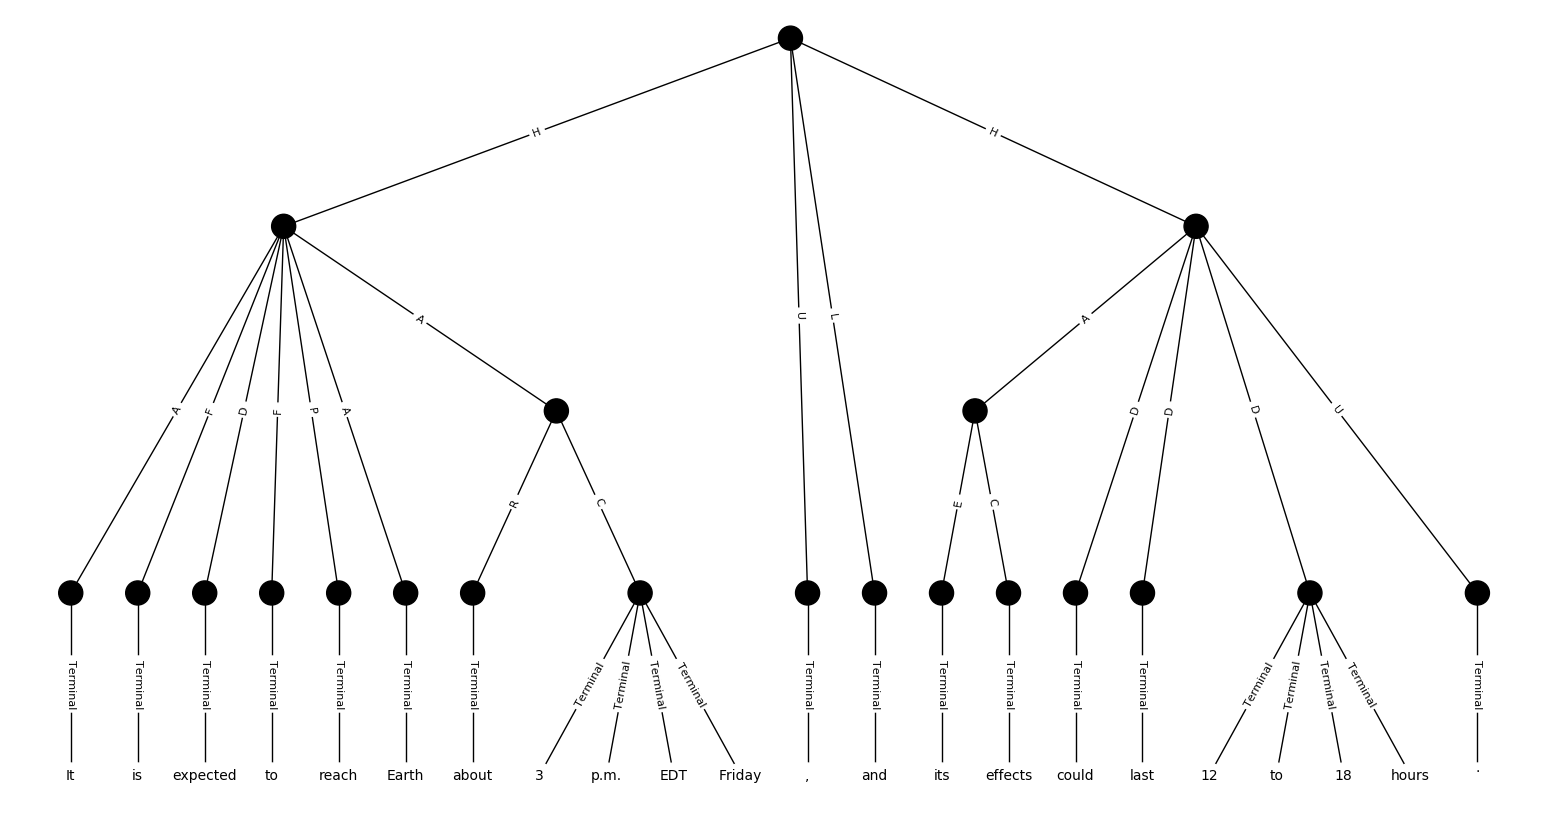 H H
U L
A A
A F D F P A D D D U
R C E C
Terminal Terminal Terminal Terminal Terminal Terminal Terminal Terminal Terminal Terminal Terminal Terminal Terminal Terminal Terminal Terminal Terminal Terminal Terminal Terminal Terminal Terminal
It is expected to reach Earth about 3 p.m. EDT Friday , and its effects could last 12 to 18 hours .